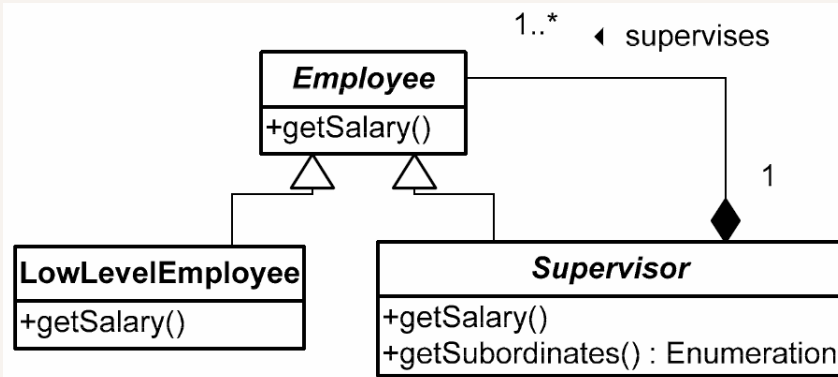 1..* ◄ supervises
Employee
+getSalary()
1
LowLevelEmployee
+getSalary()
Supervisor
+getSalary()
+getSubordinates() : Enumeration